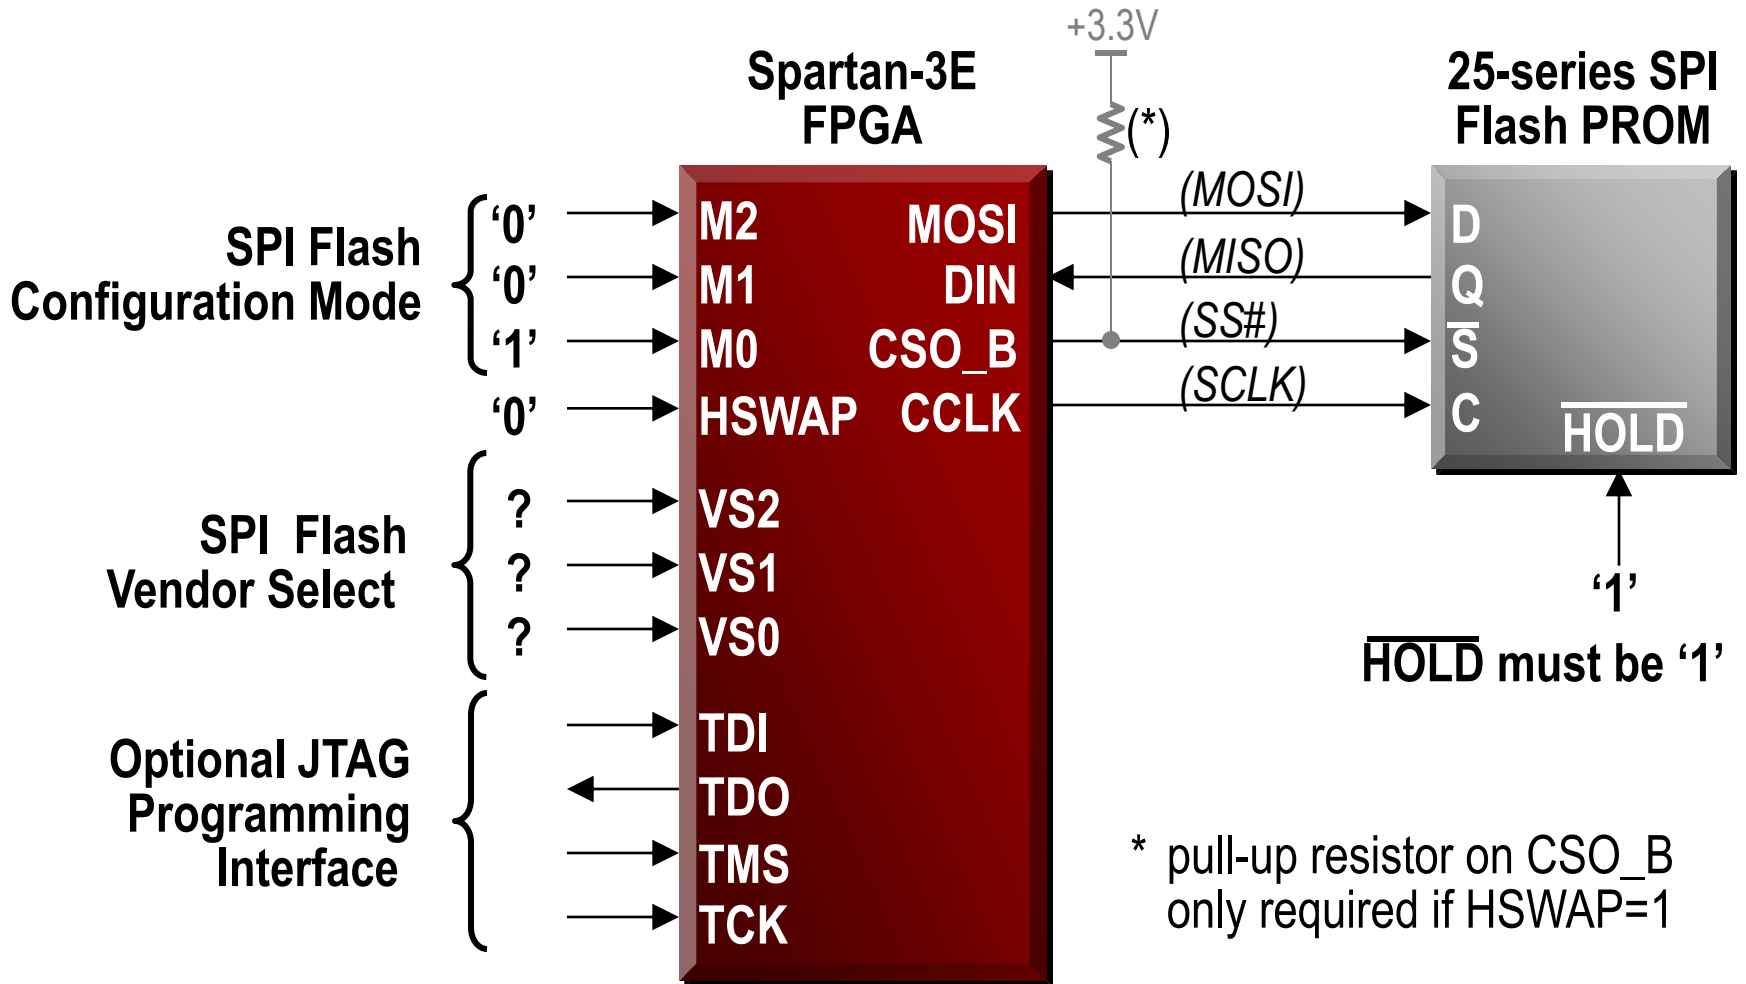 +3.3V
Spartan-3E
FPGA
25-series SPI
Flash PROM
(*)
SPI Flash
Configuration Mode
‘0’
‘0’
‘1’
‘0’
M2
M1
M0
HSWAP
MOSI
DIN
CSO_B
CCLK
(MOSI)
(MISO)
(SS#)
(SCLK)
D
Q
S
C
HOLD
SPI Flash
Vendor Select
?
?
?
VS2
VS1
VS0
‘1’
HOLD must be ‘1’
Optional JTAG
Programming
Interface
TDI
TDO
TMS
TCK
* pull-up resistor on CSO_B
only required if HSWAP=1